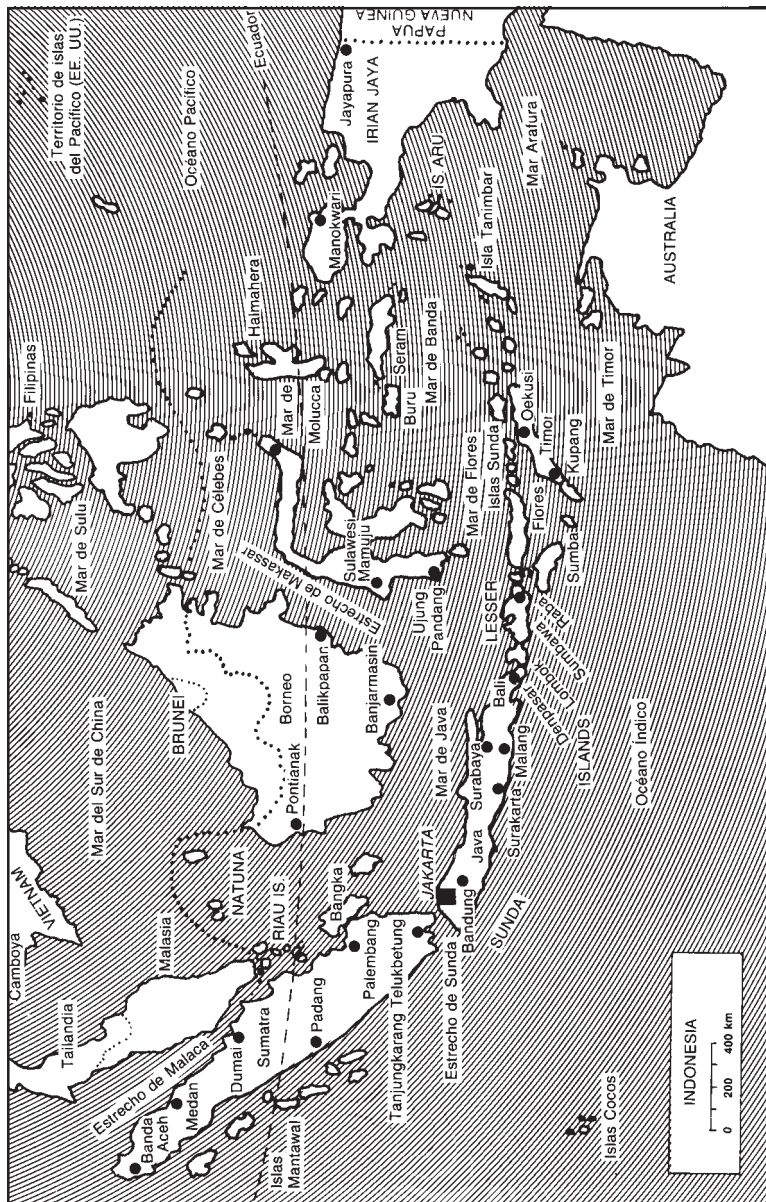 Camboya
VIETNAM
Tailandia
Malasia
Mar del Sur de China
BRUNEI
Mar de Sulu
Filipinas
Territorio de islas
del Pacífico (EE. UU.)
Océano Pacífico
Ecuador
Estrecho de Malaca
Banda
Aceh
Medan
Dumai
Sumatra
Padang
Islas
Mantawal
NATUNA
RIAU IS.
Bangka
Palembang
Tanjungkarang Telukbetung
Estrecho de Sunda
Pontianak
Borneo
Balikpapan
Banjarmasin
Estrecho de Makassar
Mar de Celebes
Sulawesi
Mamuju
Ujung
Pandang
Mar de
Molucca
Halmahera
Buru
Seram
Mar de Banda
Manokwari
Jayapura
IRIAN JAYA
PAPUA
NUEVA GUINEA
IS. ARU
Isla Tanimbar
Mar Arafura
JAKARTA
Bandung
Java
Mar de Java
Surabaya
Surakarta
Malang
Bali
Denpasar
Lombok
Sumbawa
Raba
LESSER
SUNDA
ISLANDS
Mar de Flores
Islas Sunda
Flores
Sumba
Timor
Oekusi
Kupang
Mar de Timor
AUSTRALIA
Océano Índico
Islas Cocos
INDONESIA
0 200 400 km